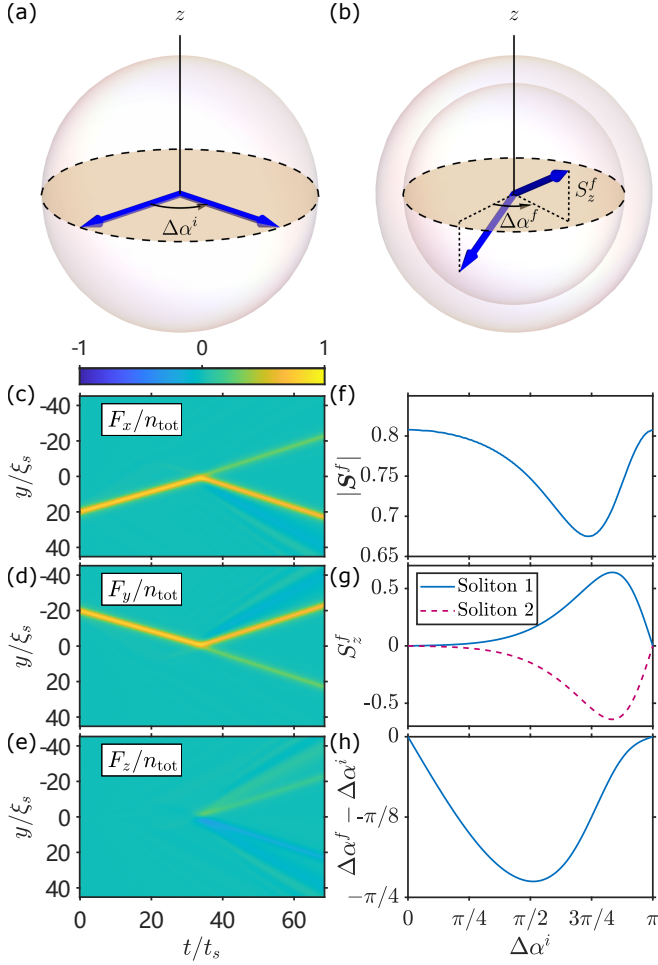 (a)
z
Δα^i
(b)
z
S_z^f
Δα^f
-1
0
1
(c)
F_x/n_tot
-40
-20
0
20
40
y/ξ_s
(d)
F_y/n_tot
-40
-20
0
20
40
y/ξ_s
(e)
F_z/n_tot
-40
-20
0
20
40
y/ξ_s
0
20
40
60
t/t_s
(f)
0.8
0.75
0.7
0.65
|S^f|
(g)
0.5
0
-0.5
S_z^f
Soliton 1
Soliton 2
(h)
0
-π/8
−π/4
Δα^f − Δα^i
0
π/4
π/2
3π/4
π
Δα^i